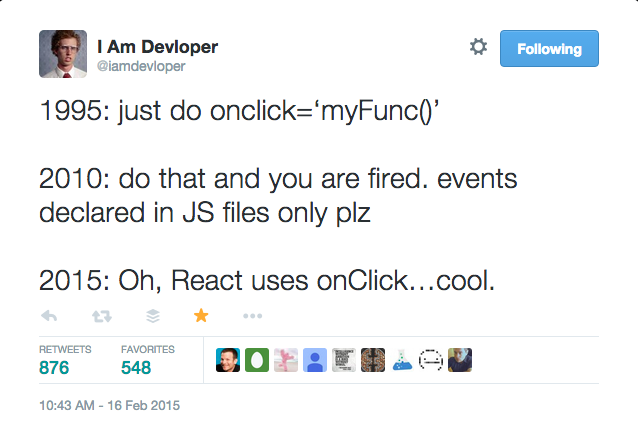 I Am Devloper
@iamdevloper
Following
1995: just do onclick=‘myFunc()’
2010: do that and you are fired. events
declared in JS files only plz
2015: Oh, React uses onClick…cool.
RETWEETS FAVORITES
876 548
10:43 AM - 16 Feb 2015